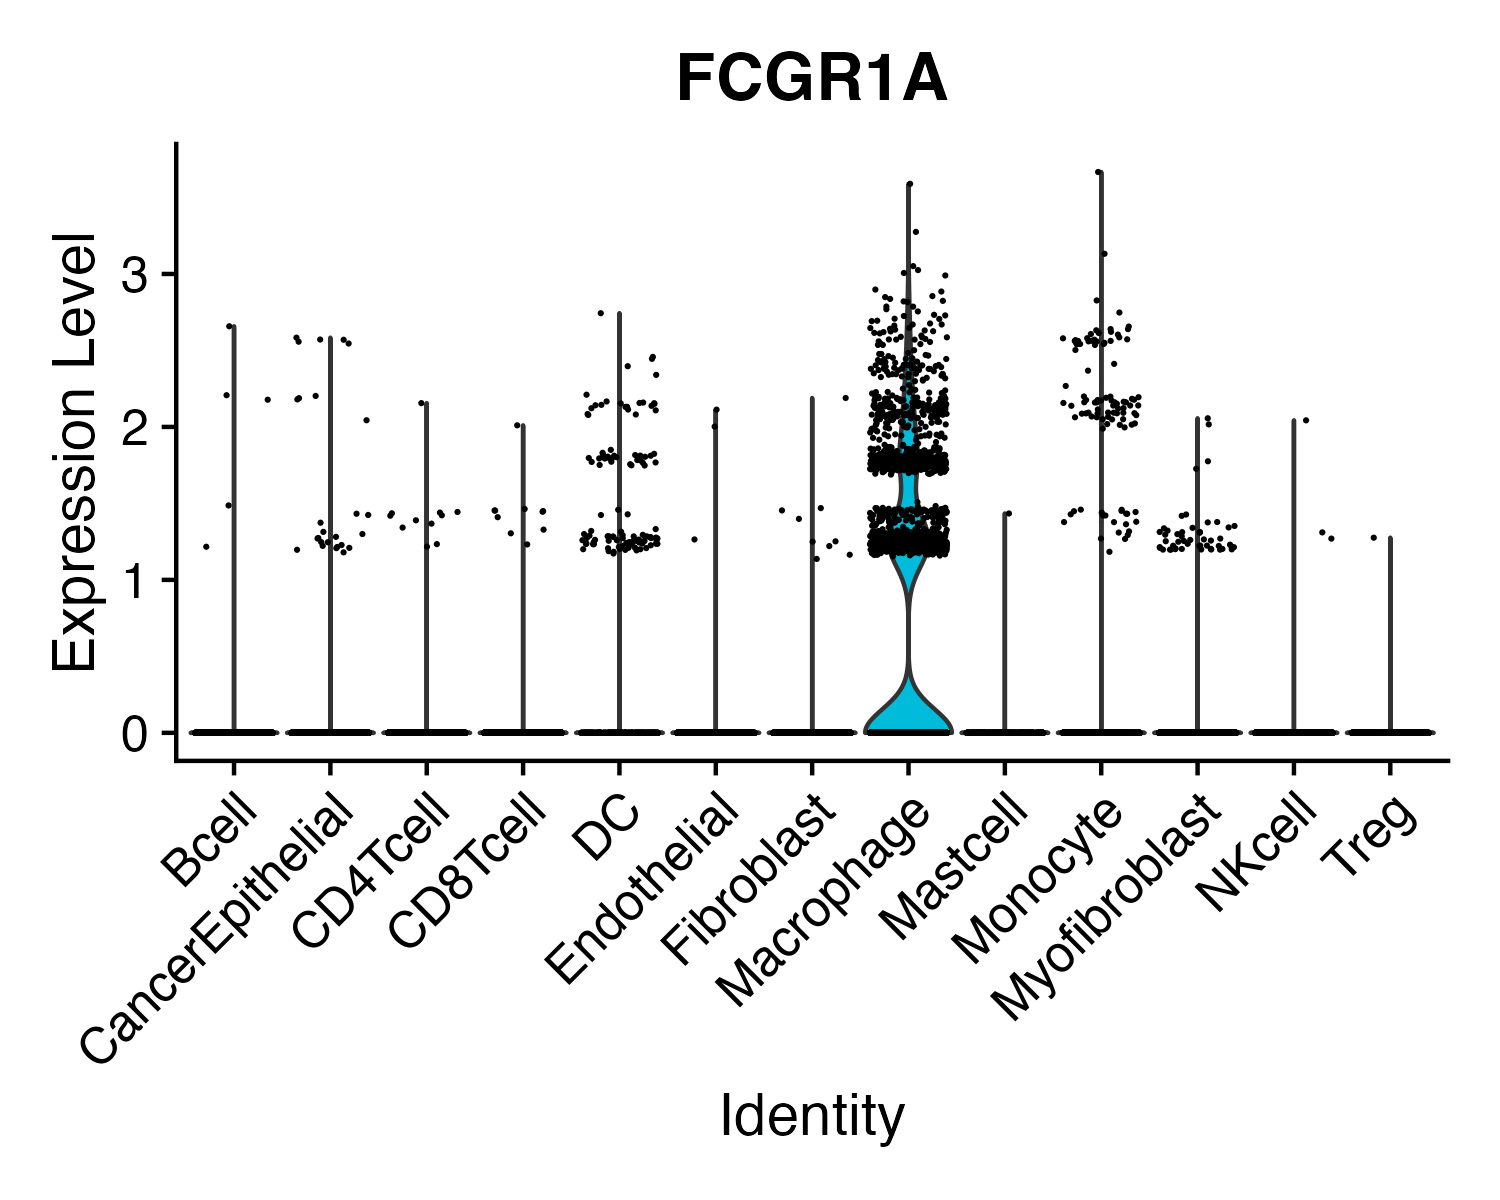 FCGR1A
Expression Level
3
2
1
0
Bcell
CancerEpithelial
CD4Tcell
CD8Tcell
DC
Endothelial
Fibroblast
Macrophage
Mastcell
Monocyte
Myofibroblast
NKcell
Treg
Identity